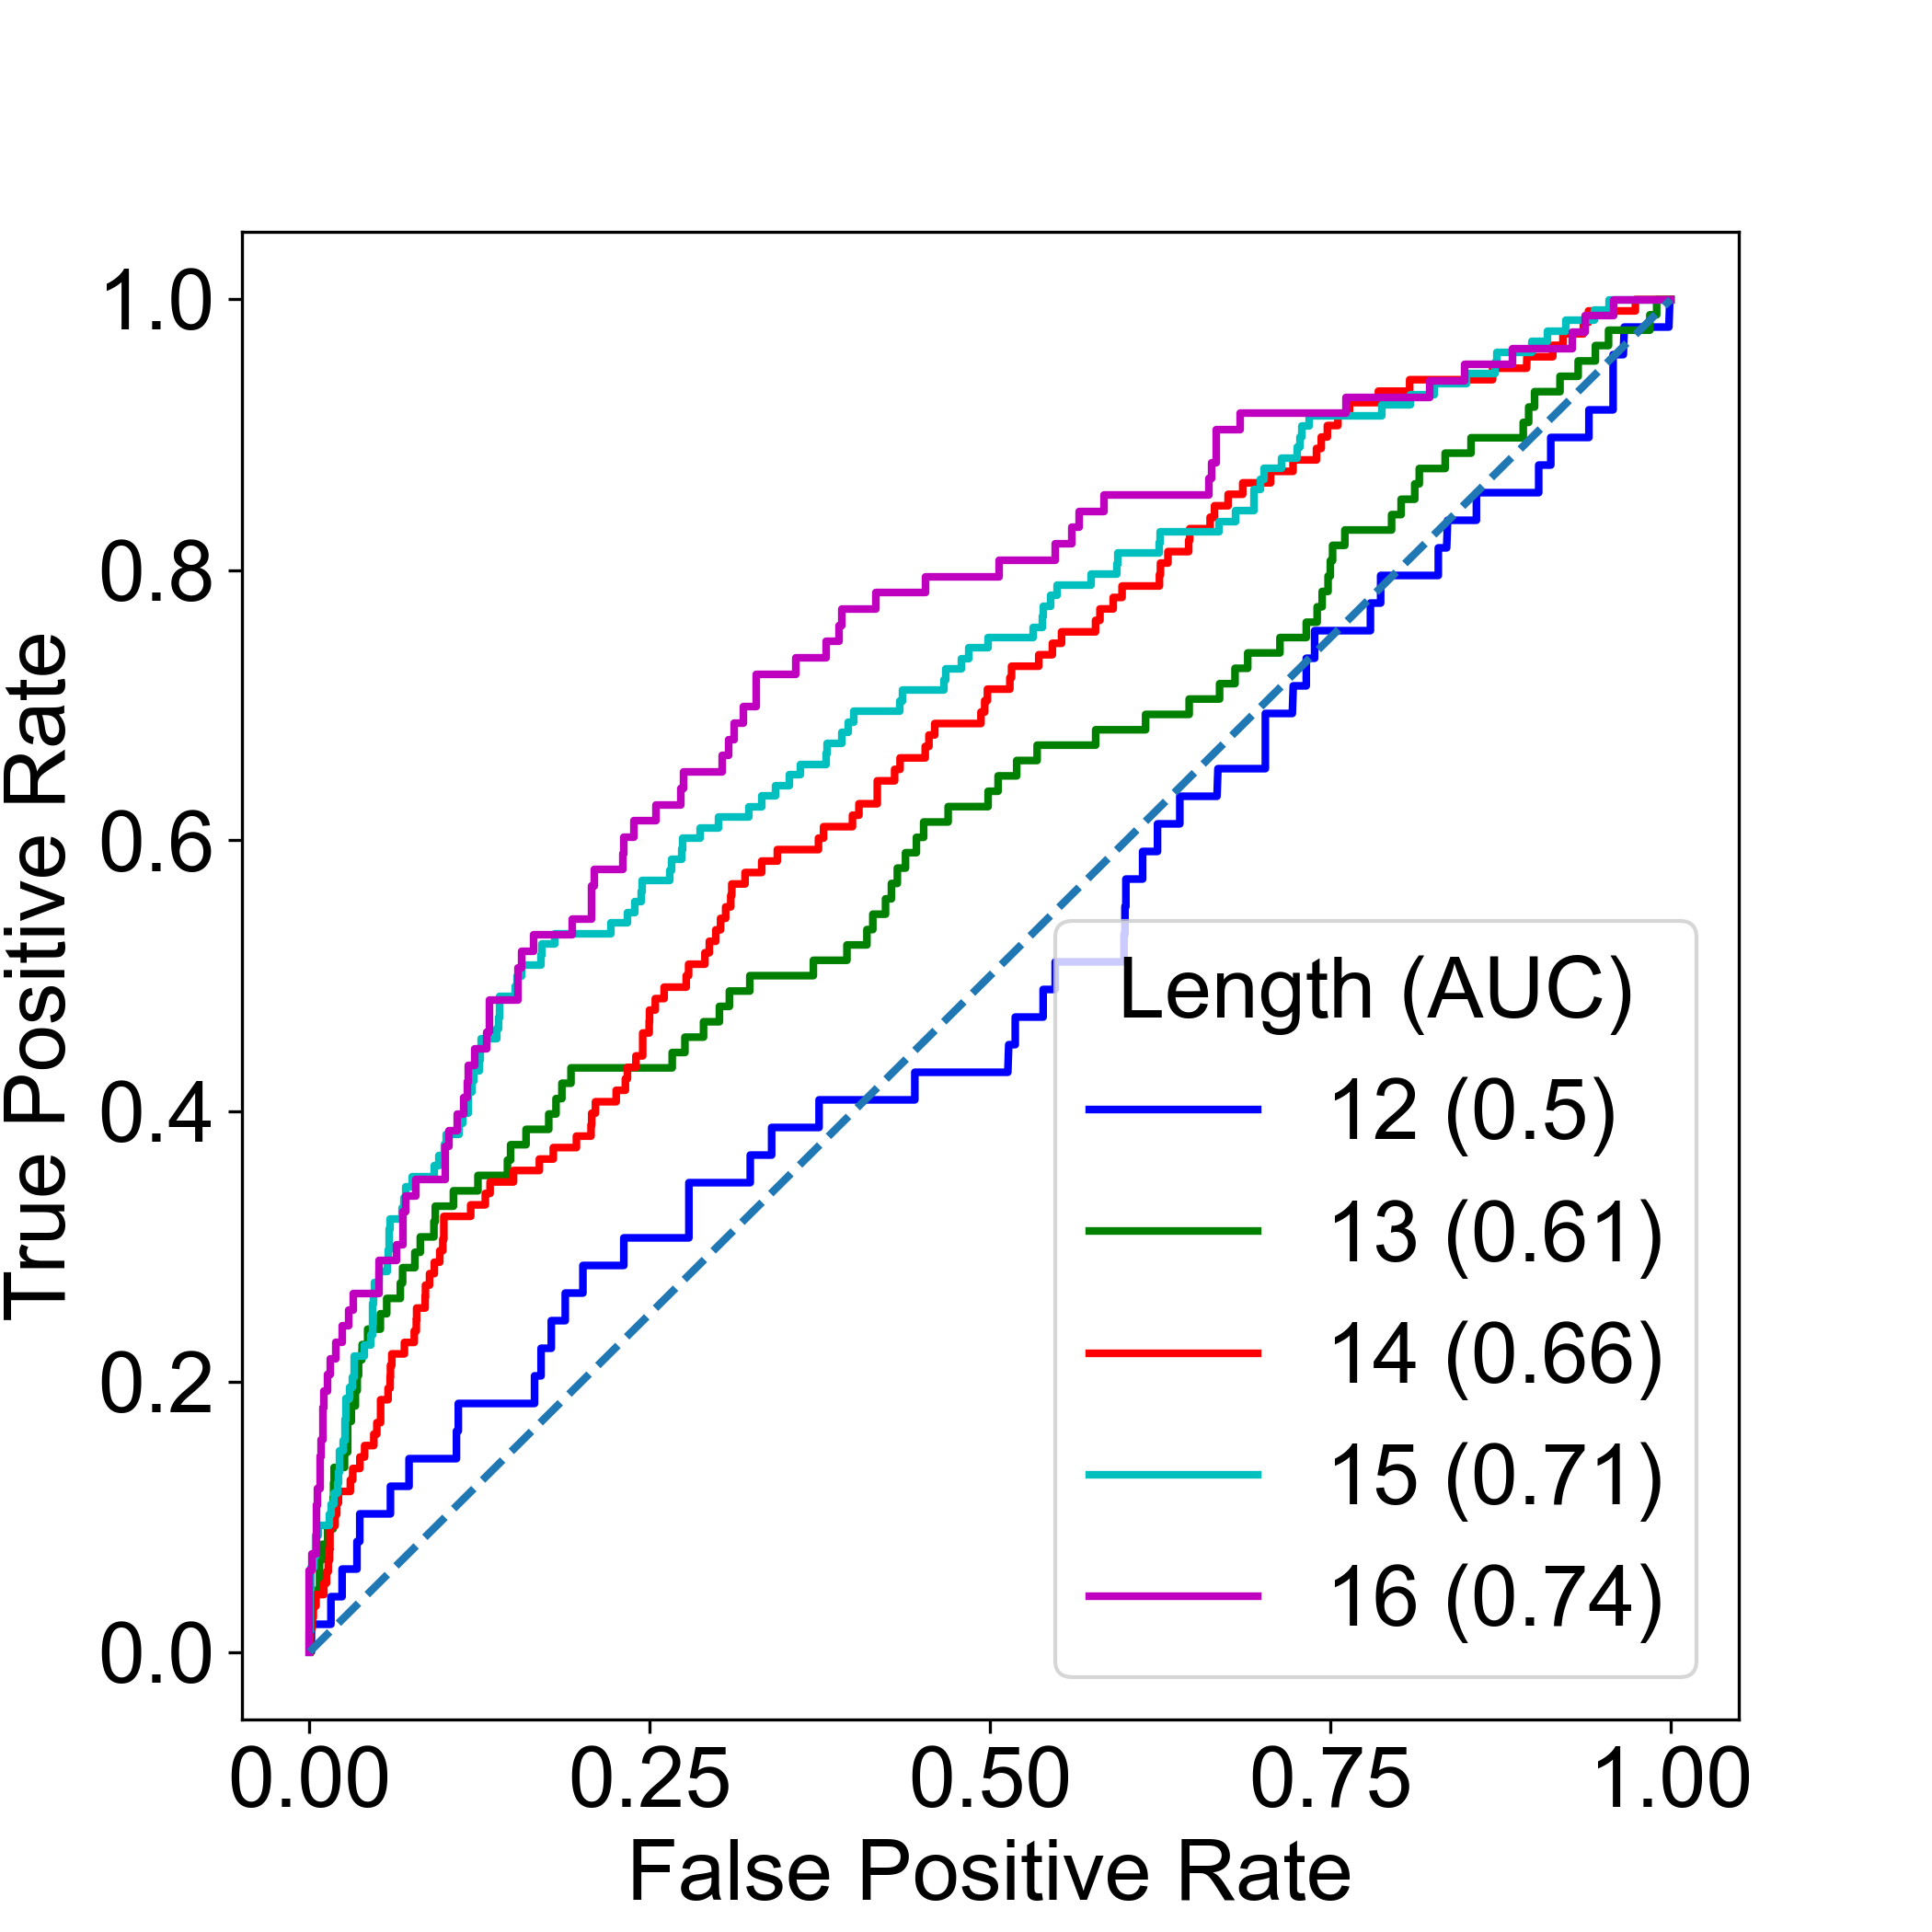 1.0
0.8
0.6
0.4
0.2
0.0
True Positive Rate
Length (AUC)
12 (0.5)
13 (0.61)
14 (0.66)
15 (0.71)
16 (0.74)
0.00 0.25 0.50 0.75 1.00
False Positive Rate